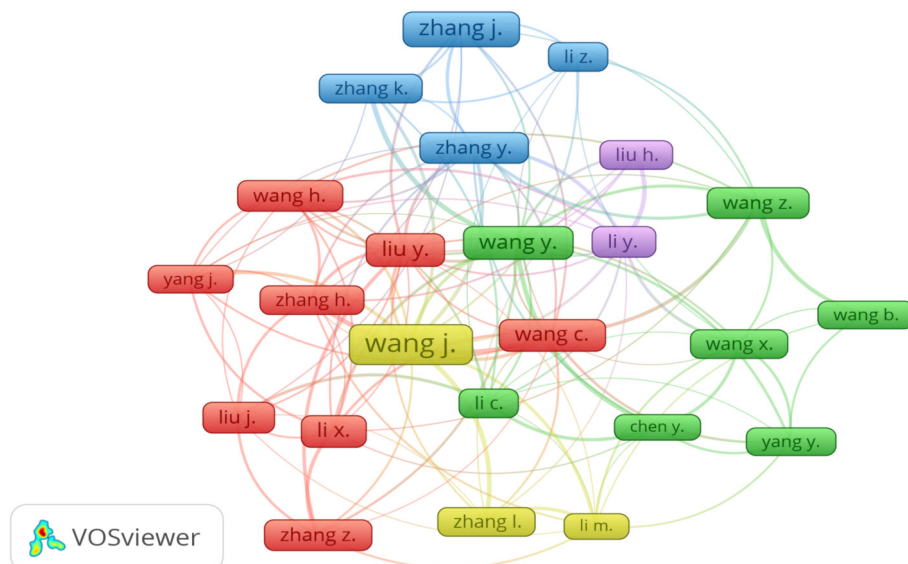 zhang j.
li z.
zhang k.
zhang y.
liu h.
wang h.
wang z.
wang y.
li y.
liu y.
yang j.
zhang h.
wang b.
wang c.
wang j.
wang x.
li c.
liu j.
li x.
chen y.
yang y.
zhang l.
li m.
zhang z.
VOSviewer